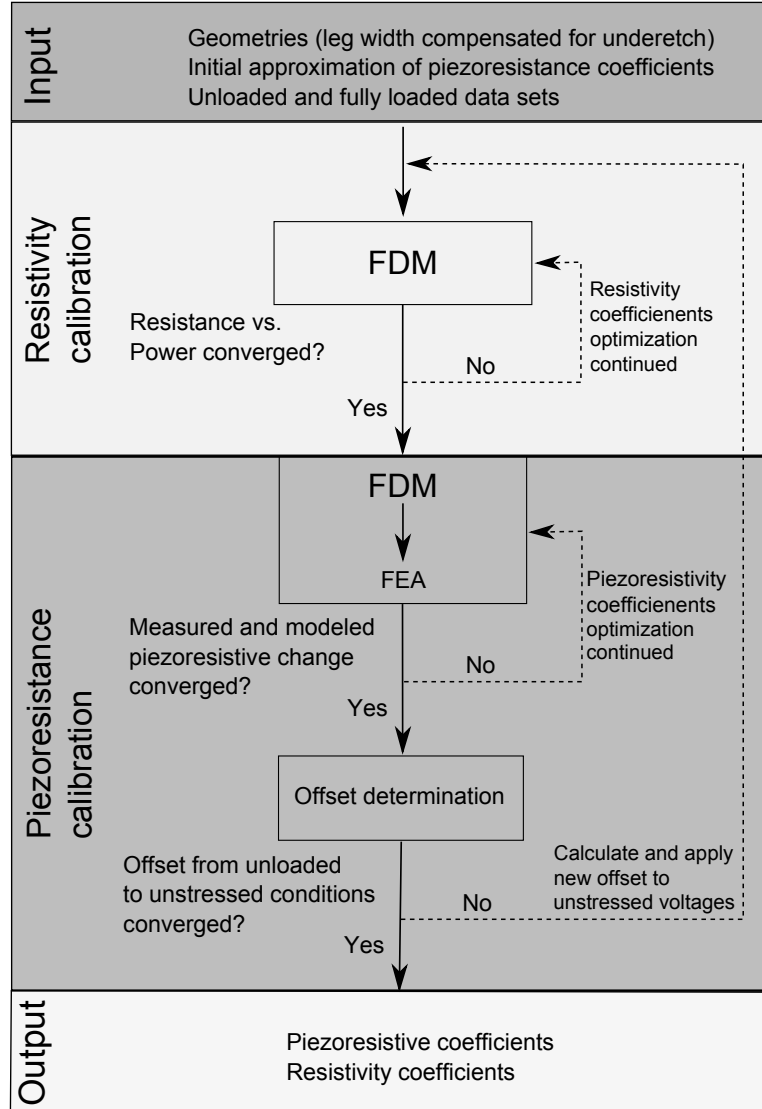 Input
Geometries (leg width compensated for underetch)
Initial approximation of piezoresistance coefficients
Unloaded and fully loaded data sets
Resistivity
calibration
FDM
Resistance vs.
Power converged?
Resistivity
coefficienents
optimization
continued
No
Yes
Piezoresistance
calibration
FDM
FEA
Piezoresistivity
coefficienents
optimization
continued
Measured and modeled
piezoresistive change
converged?
No
Yes
Offset determination
Offset from unloaded
to unstressed conditions
converged?
Calculate and apply
new offset to
unstressed voltages
No
Yes
Output
Piezoresistive coefficients
Resistivity coefficients